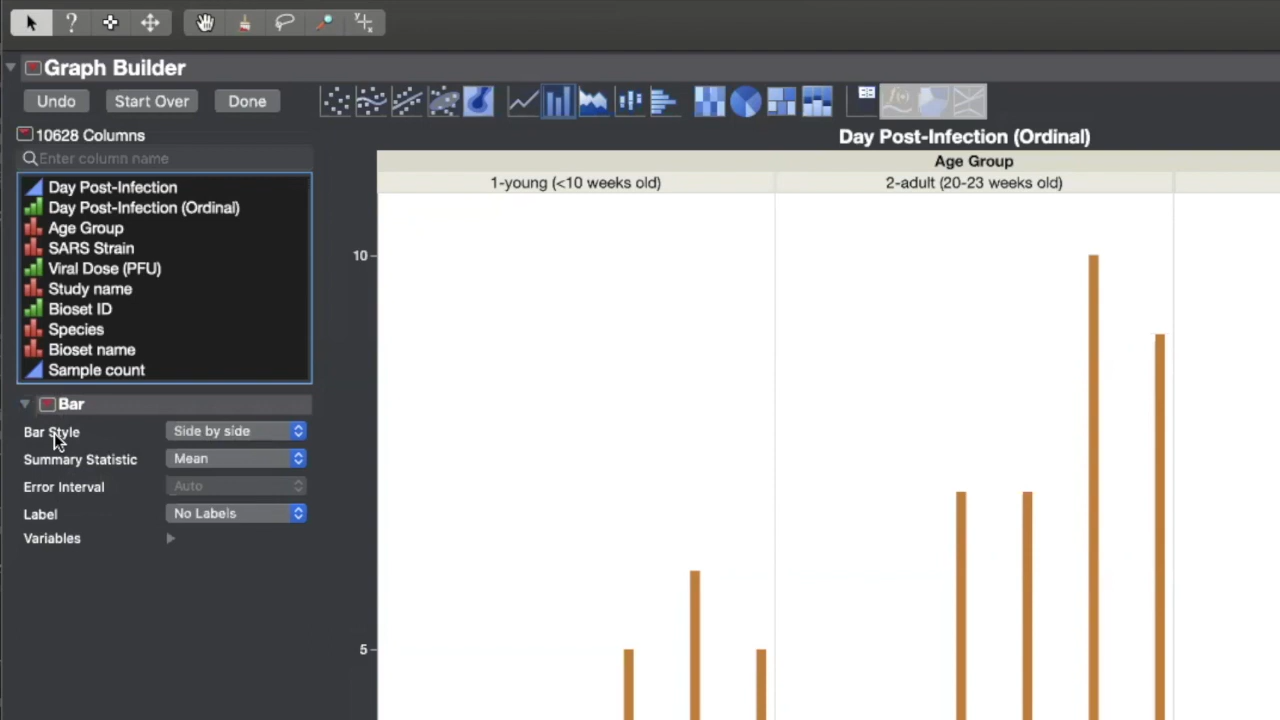 Graph Builder
Undo Start Over Done
10628 Columns
Enter column name
Day Post-Infection
Day Post-Infection (Ordinal)
Age Group
SARS Strain
Viral Dose (PFU)
Study name
Bioset ID
Species
Bioset name
Sample count
Bar
Bar Style Side by side
Summary Statistic Mean
Error Interval Auto
Label No Labels
Variables
Day Post-Infection (Ordinal)
Age Group
1-young (<10 weeks old) 2-adult (20-23 weeks old)
10
5